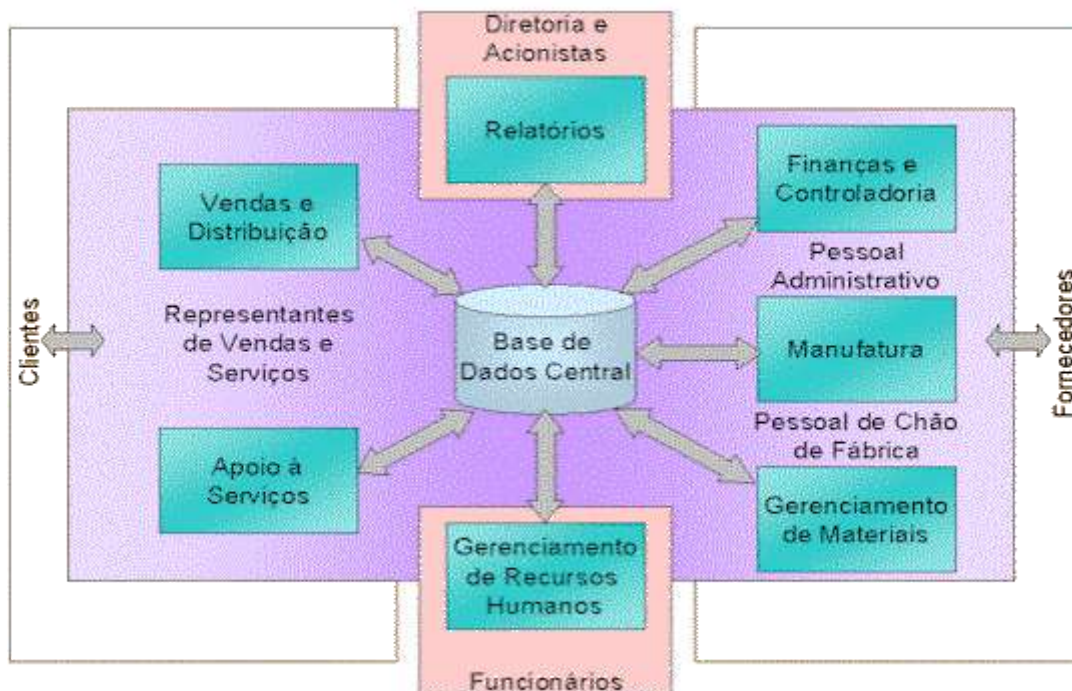 Diretoria e
Acionistas
Relatórios
Vendas e
Distribuição
Finanças e
Controladoria
Pessoal
Administrativo
Clientes
Representantes
de Vendas e
Serviços
Base de
Dados Central
Manufatura
Fornecedores
Pessoal de Chão
de Fábrica
Apoio à
Serviços
Gerenciamento
de Materiais
Gerenciamento
de Recursos
Humanos
Funcionários